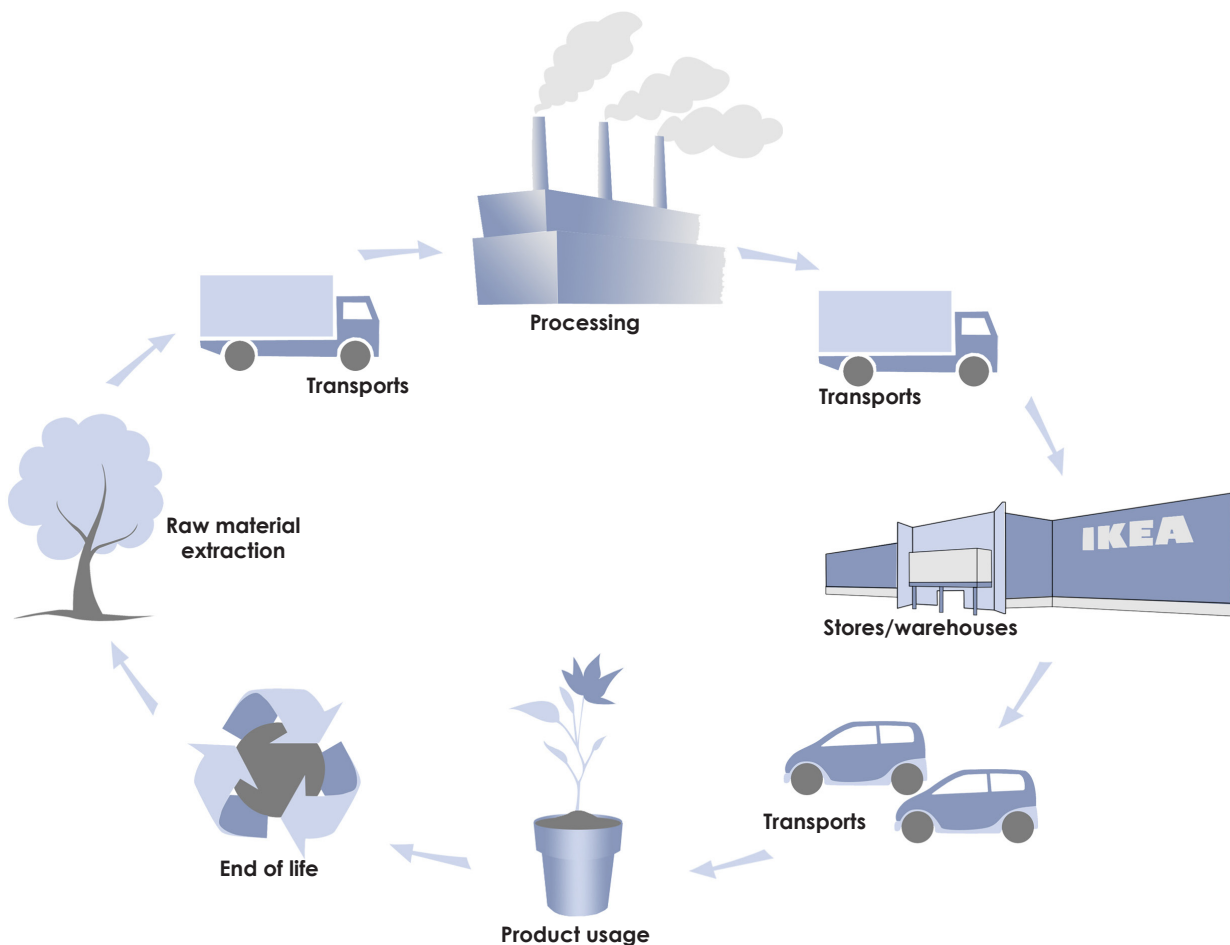 Processing
Transports
Transports
Raw material
extraction
IKEA
Stores/warehouses
Transports
End of life
Product usage